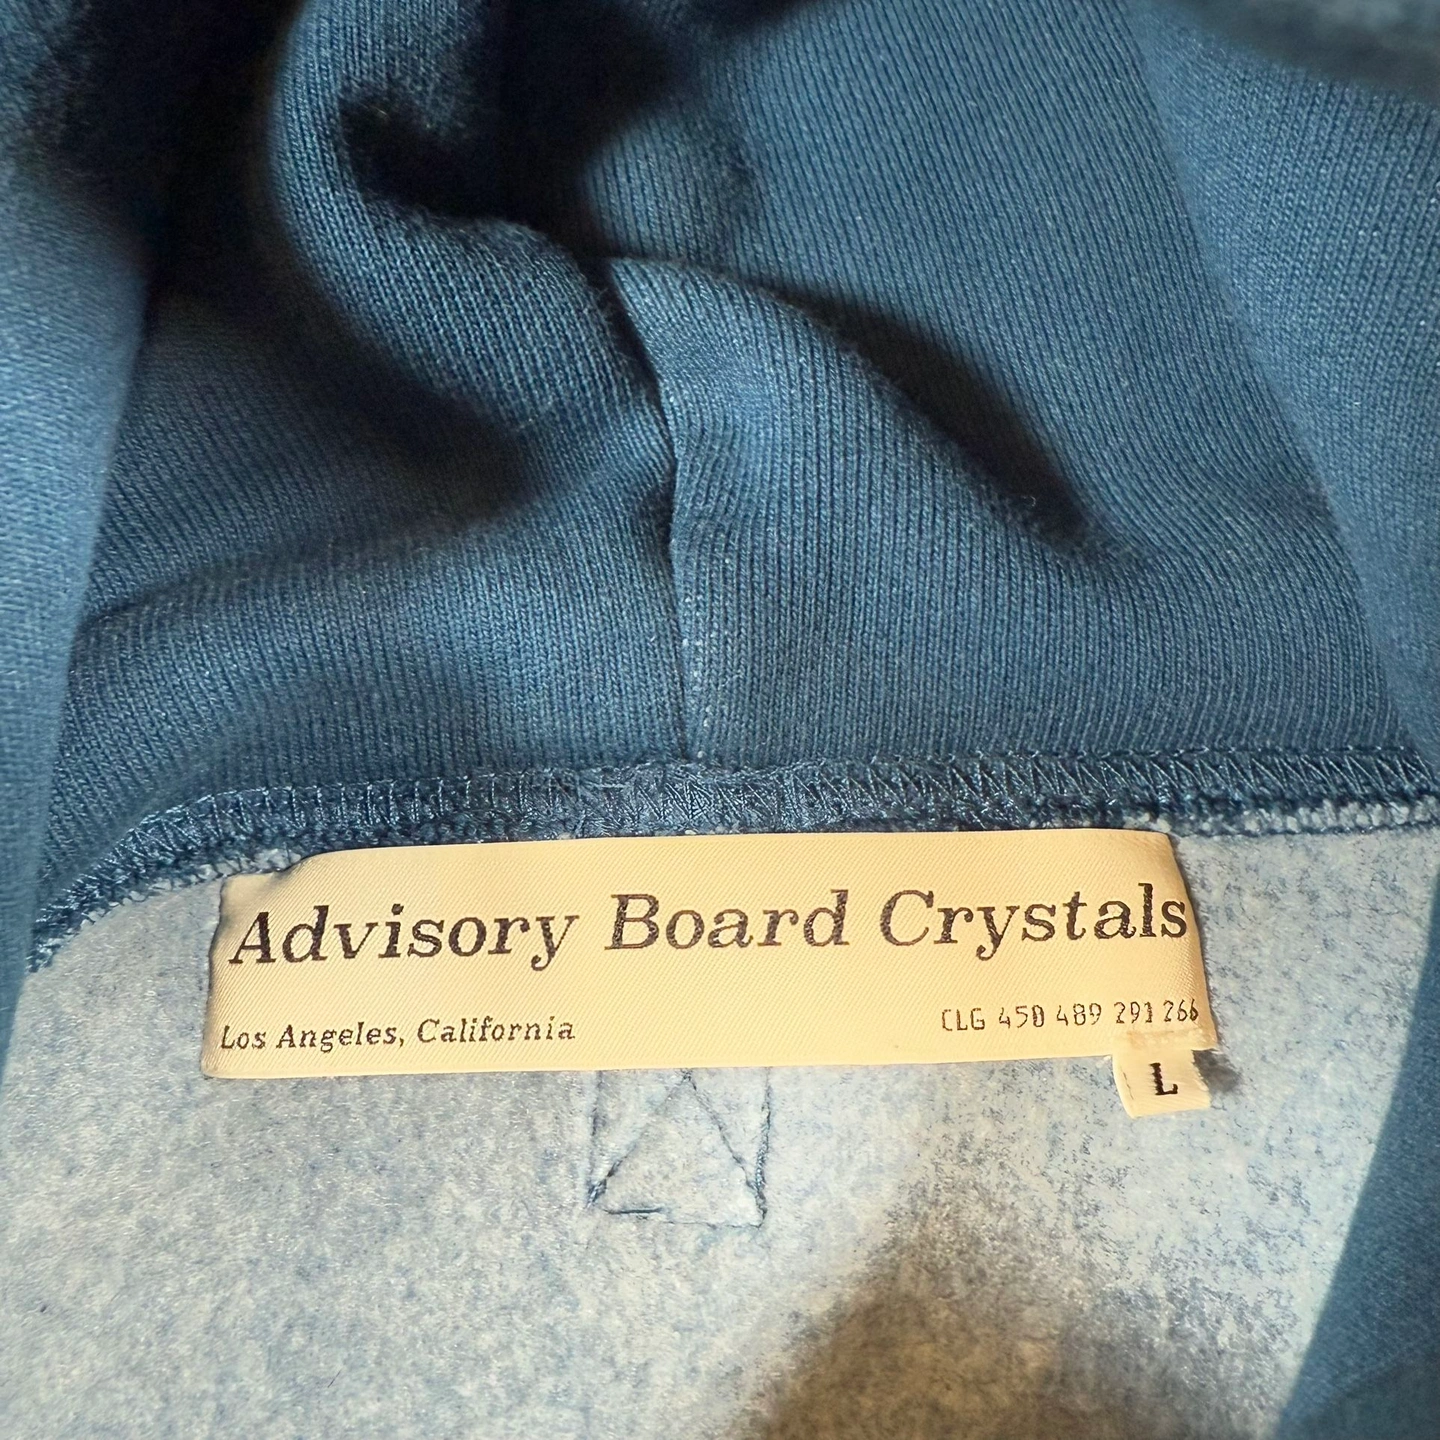 Advisory Board Crystals
Los Angeles, California
CLG 450 489 291 266
L